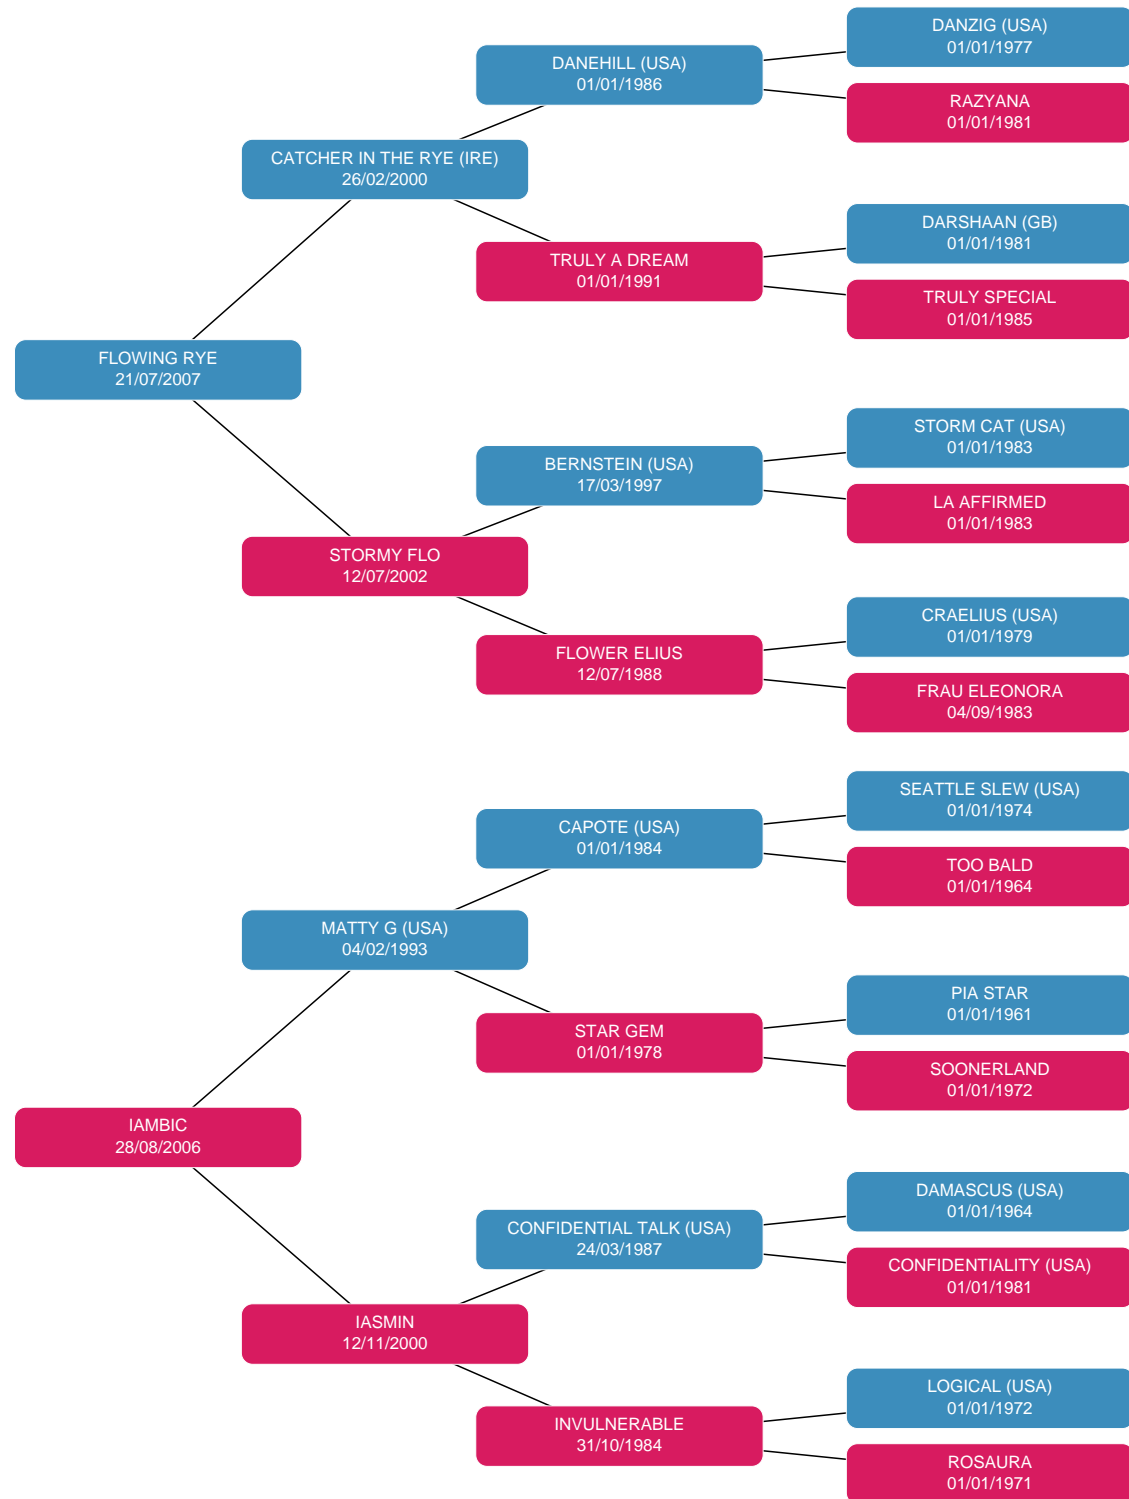 DANZIG (USA)
01/01/1977
DANEHILL (USA)
01/01/1986
RAZYANA
01/01/1981
CATCHER IN THE RYE (IRE)
26/02/2000
DARSHAAN (GB)
01/01/1981
TRULY A DREAM
01/01/1991
TRULY SPECIAL
01/01/1985
FLOWING RYE
21/07/2007
STORM CAT (USA)
01/01/1983
BERNSTEIN (USA)
17/03/1997
LA AFFIRMED
01/01/1983
STORMY FLO
12/07/2002
CRAELIUS (USA)
01/01/1979
FLOWER ELIUS
12/07/1988
FRAU ELEONORA
04/09/1983
SEATTLE SLEW (USA)
01/01/1974
CAPOTE (USA)
01/01/1984
TOO BALD
01/01/1964
MATTY G (USA)
04/02/1993
PIA STAR
01/01/1961
STAR GEM
01/01/1978
SOONERLAND
01/01/1972
IAMBIC
28/08/2006
DAMASCUS (USA)
01/01/1964
CONFIDENTIAL TALK (USA)
24/03/1987
CONFIDENTIALITY (USA)
01/01/1981
IASMIN
12/11/2000
LOGICAL (USA)
01/01/1972
INVULNERABLE
31/10/1984
ROSAURA
01/01/1971